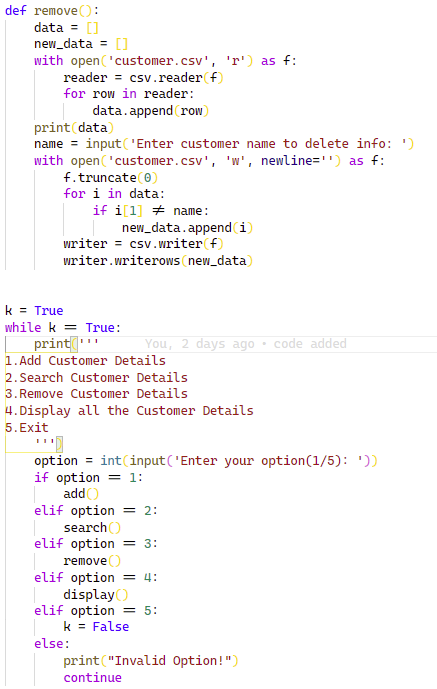 def remove():
    data = []
    new_data = []
    with open('customer.csv', 'r') as f:
        reader = csv.reader(f)
        for row in reader:
            data.append(row)
    print(data)
    name = input('Enter customer name to delete info: ')
    with open('customer.csv', 'w', newline='') as f:
        f.truncate(0)
        for i in data:
            if i[1] != name:
                new_data.append(i)
        writer = csv.writer(f)
        writer.writerows(new_data)
k = True
while k == True:
    print('''      You, 2 days ago • code added
1.Add Customer Details
2.Search Customer Details
3.Remove Customer Details
4.Display all the Customer Details
5.Exit
    ''')
    option = int(input('Enter your option(1/5): '))
    if option == 1:
        add()
    elif option == 2:
        search()
    elif option == 3:
        remove()
    elif option == 4:
        display()
    elif option == 5:
        k = False
    else:
        print("Invalid Option!")
        continue